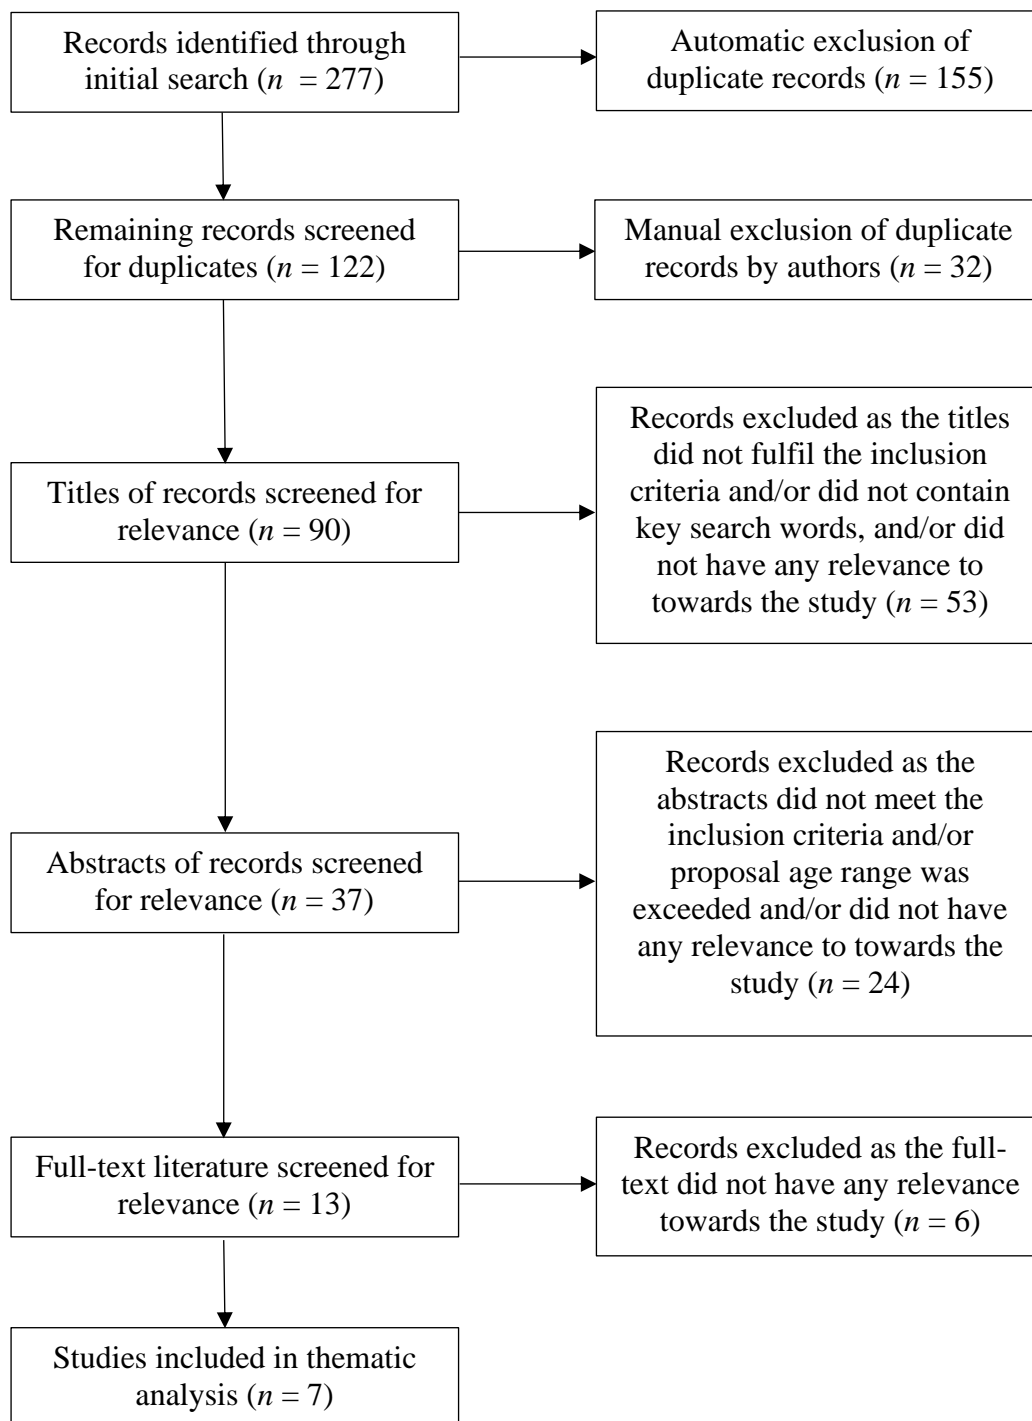 Records identified through
initial search (n  = 277)
Automatic exclusion of
duplicate records (n = 155)
Remaining records screened
for duplicates (n = 122)
Manual exclusion of duplicate
records by authors (n = 32)
Titles of records screened for
relevance (n = 90)
Records excluded as the titles
did not fulfil the inclusion
criteria and/or did not contain
key search words, and/or did
not have any relevance to
towards the study (n = 53)
Abstracts of records screened
for relevance (n = 37)
Records excluded as the
abstracts did not meet the
inclusion criteria and/or
proposal age range was
exceeded and/or did not have
any relevance to towards the
study (n = 24)
Full-text literature screened for
relevance (n = 13)
Records excluded as the full-
text did not have any relevance
towards the study (n = 6)
Studies included in thematic
analysis (n = 7)